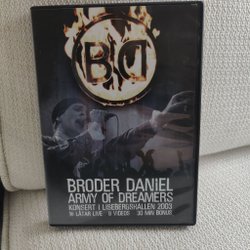 BD
BRODER DANIEL
ARMY OF DREAMERS
KONSERT I LISEBERGSHALLEN 2003
16 LÅTAR LIVE 9 VIDEOS 30 MIN BONUS